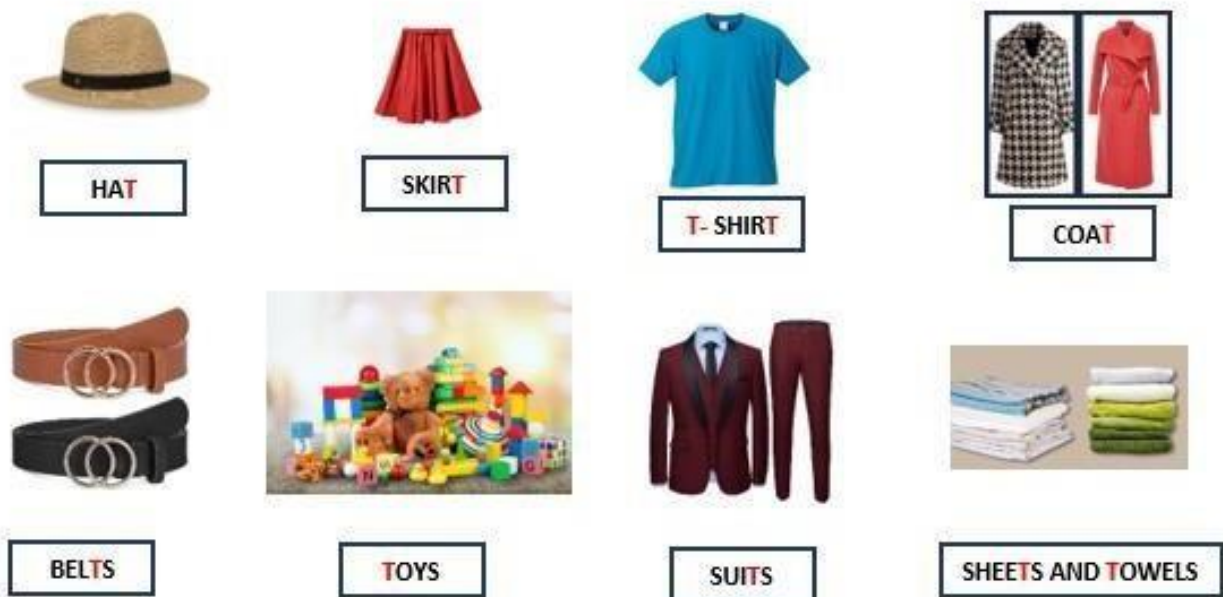 HAT
SKIRT
T- SHIRT
COAT
BELTS
TOYS
SUITS
SHEETS AND TOWELS